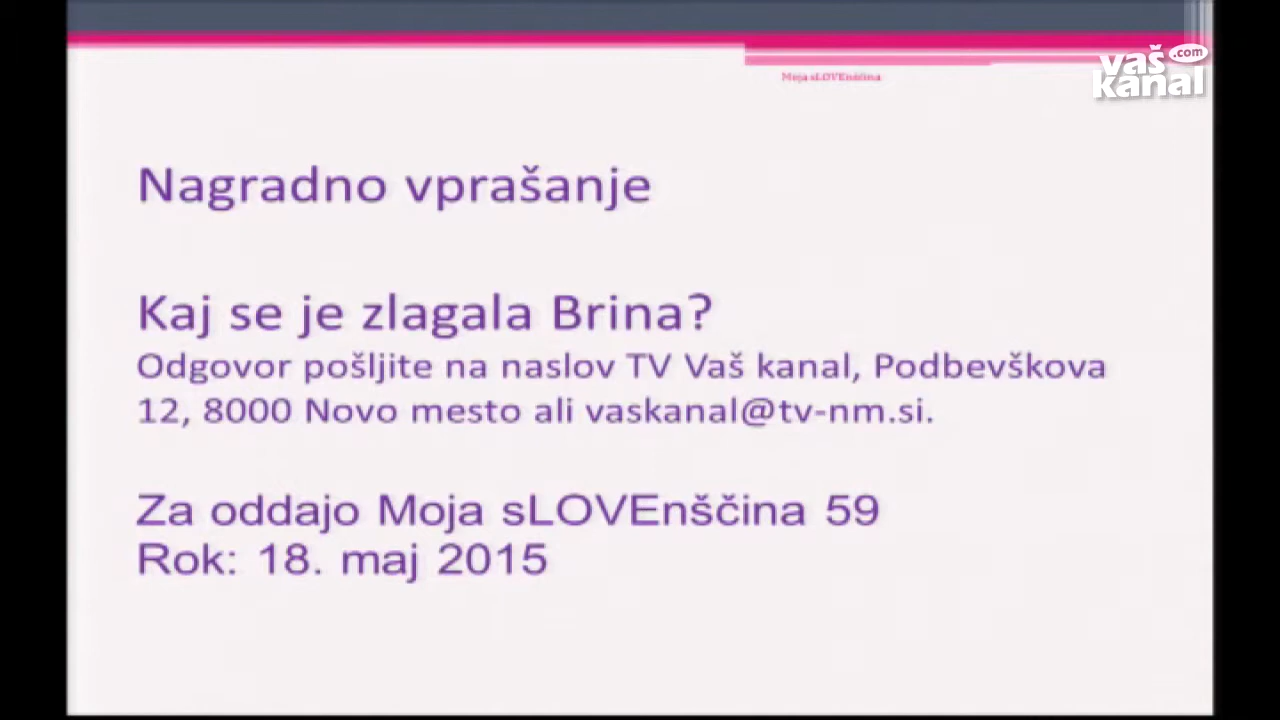 vaš .com
kanal
Moja sLOVEnščina
Nagradno vprašanje
Kaj se je zlagala Brina?
Odgovor pošljite na naslov TV Vaš kanal, Podbevškova
12, 8000 Novo mesto ali vaskanal@tv-nm.si.
Za oddajo Moja sLOVEnščina 59
Rok: 18. maj 2015